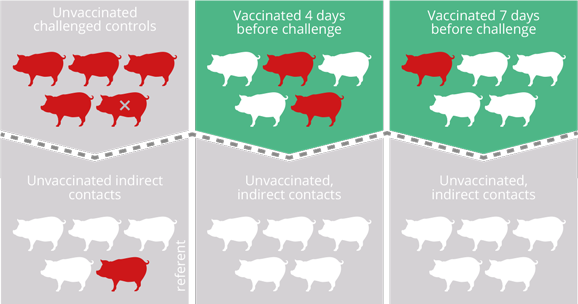 Unvaccinated
challenged controls
Vaccinated 4 days
before challenge
Vaccinated 7 days
before challenge
Unvaccinated indirect
contacts
referent
Unvaccinated,
indirect contacts
Unvaccinated,
indirect contacts